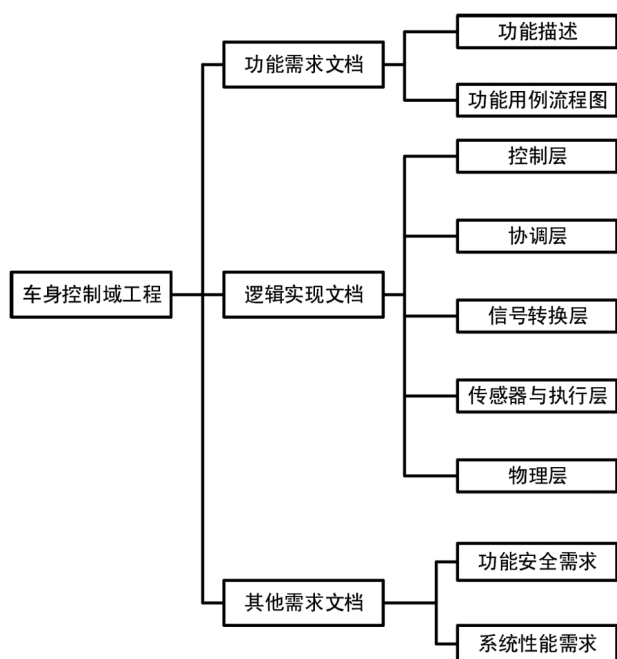 车身控制域工程
功能需求文档
功能描述
功能用例流程图
逻辑实现文档
控制层
协调层
信号转换层
传感器与执行层
物理层
其他需求文档
功能安全需求
系统性能需求